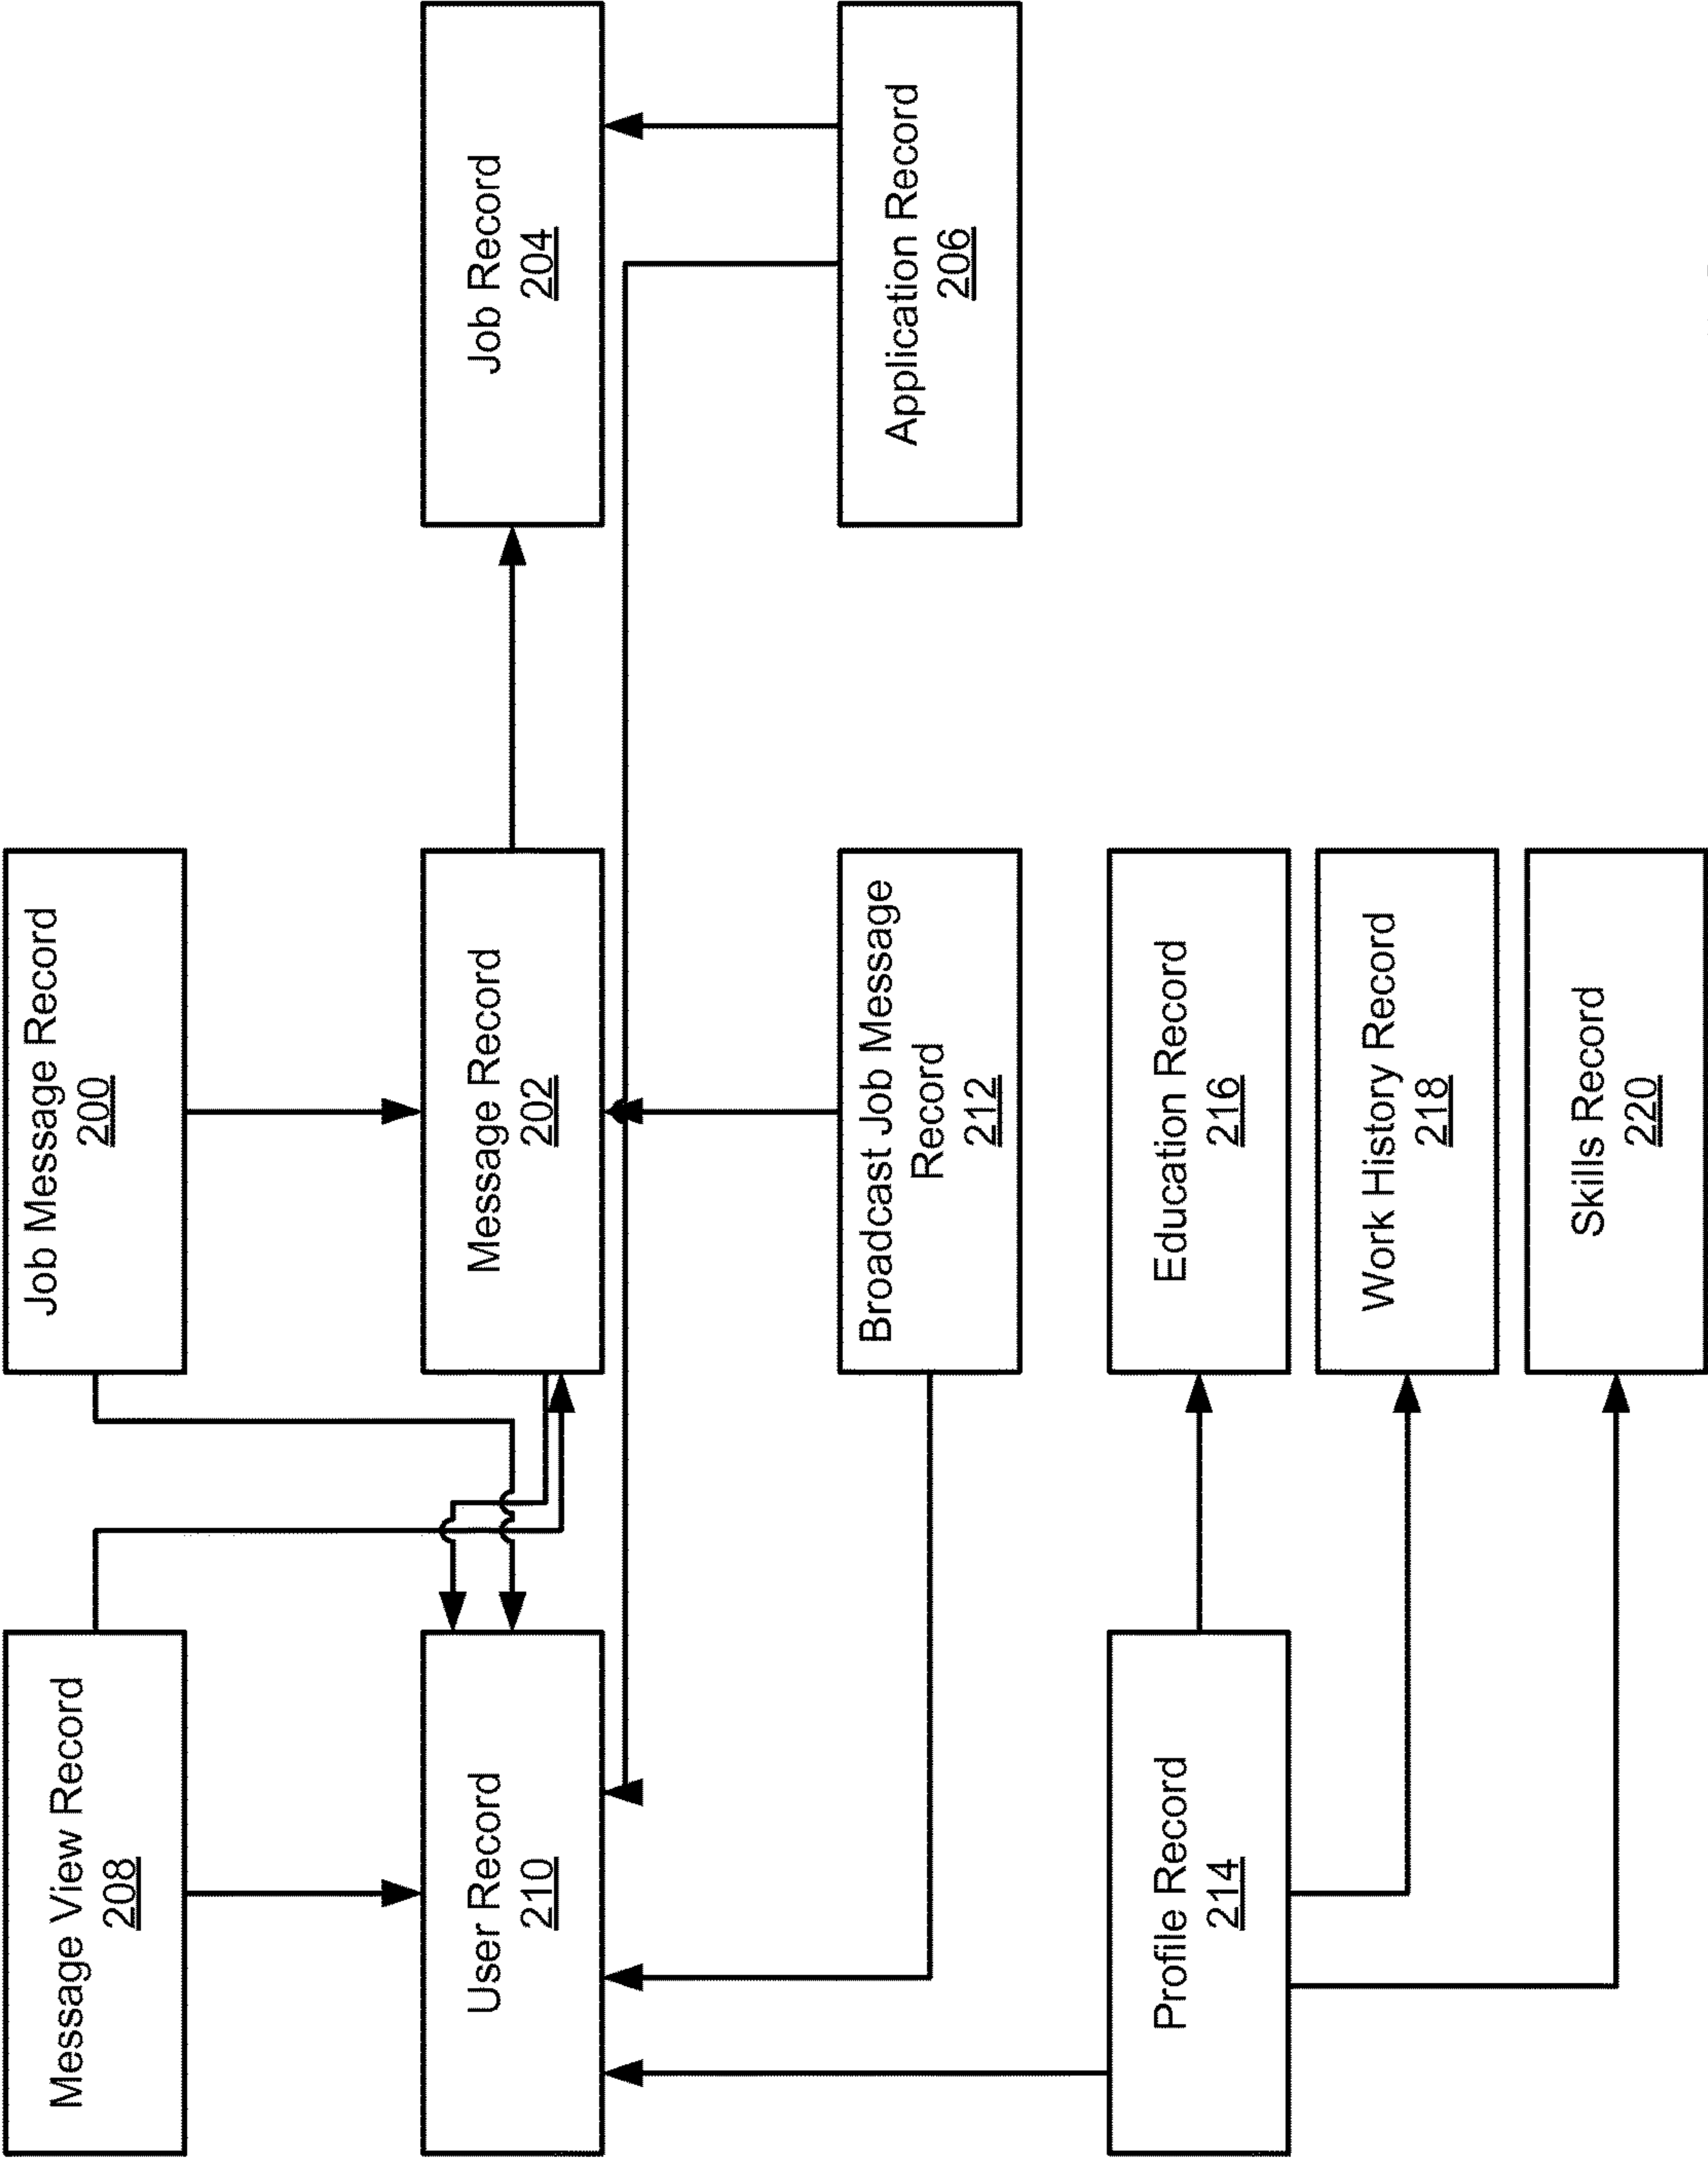 Message View Record
208
Job Message Record
200
User Record
210
Message Record
202
Job Record
204
Broadcast Job Message
Record
212
Application Record
206
Profile Record
214
Education Record
216
Work History Record
218
Skills Record
220